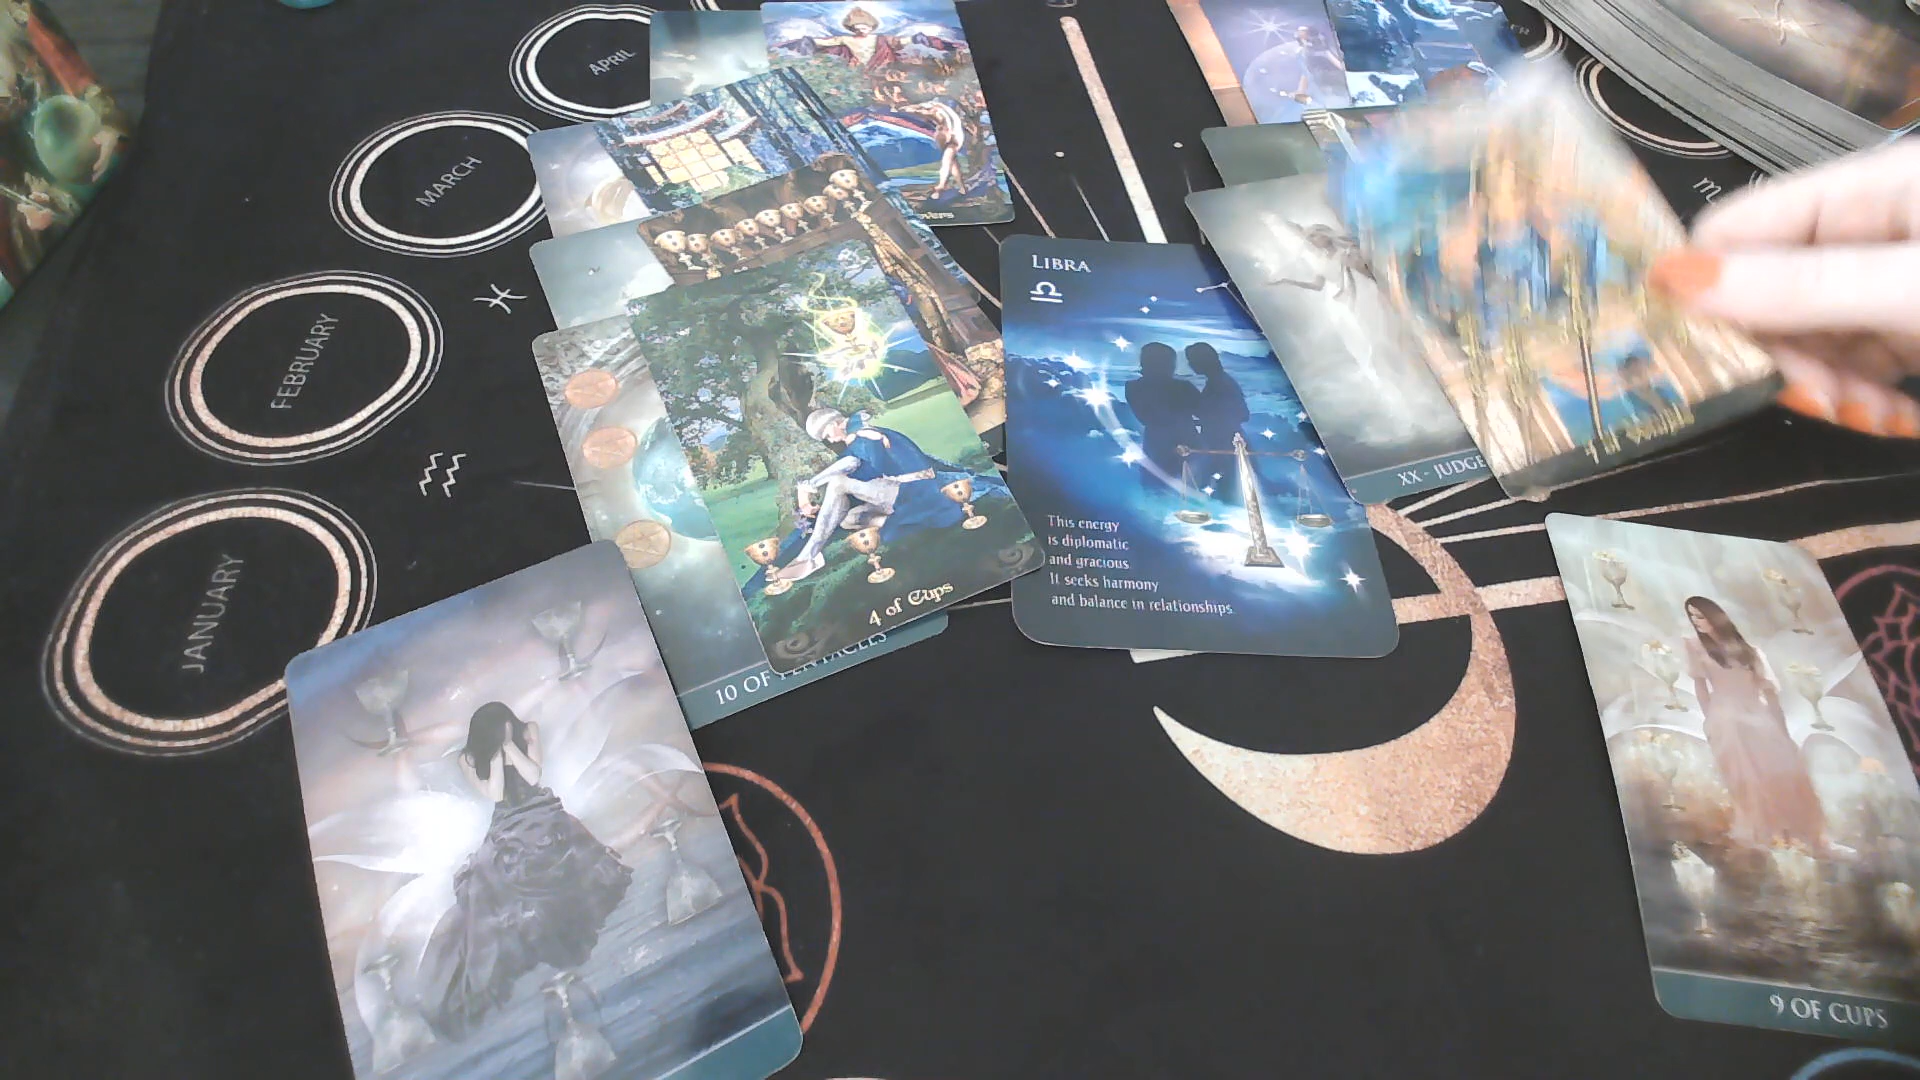 APRIL
MARCH
FEBRUARY
JANUARY
LIBRA
This energy
is diplomatic
and gracious
It seeks harmony
and balance in relationships
4 of Cups
10 OF PENTACLES
XX - JUDGE
9 OF CUPS